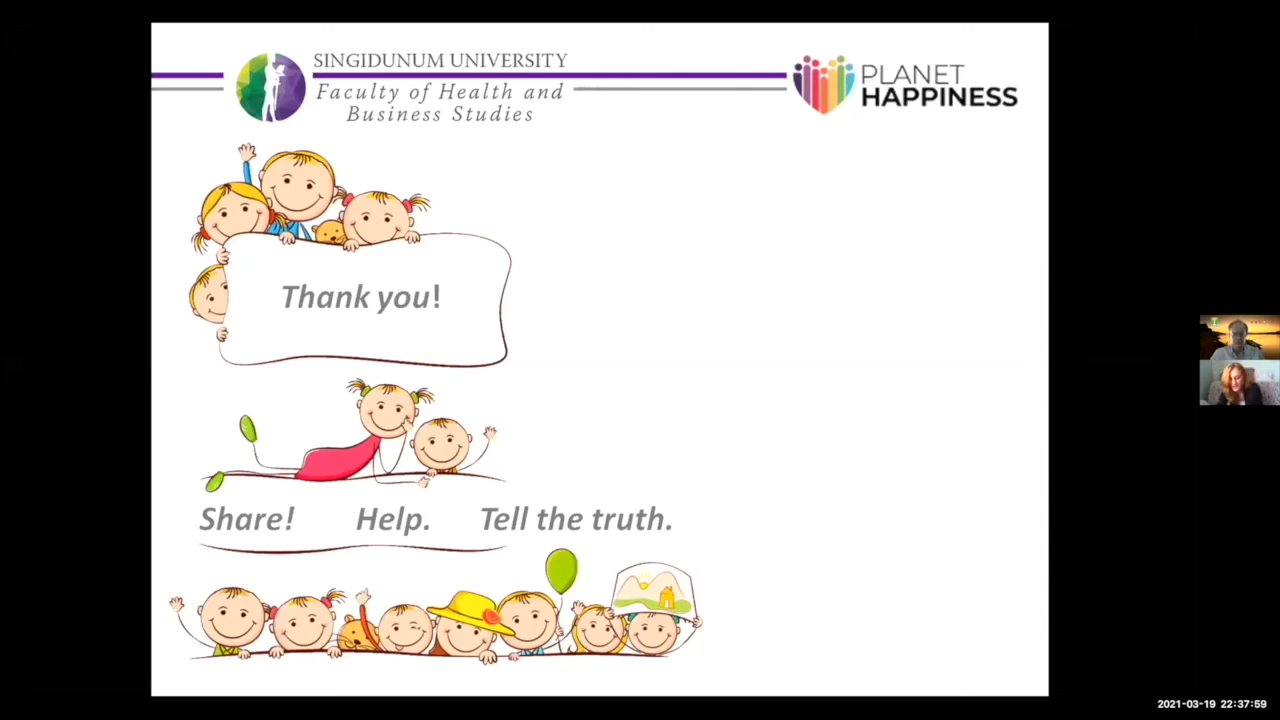 SINGIDUNUM UNIVERSITY
Faculty of Health and
Business Studies
PLANET
HAPPINESS
Thank you!
Share! Help. Tell the truth.
2021-03-19 22:37:59